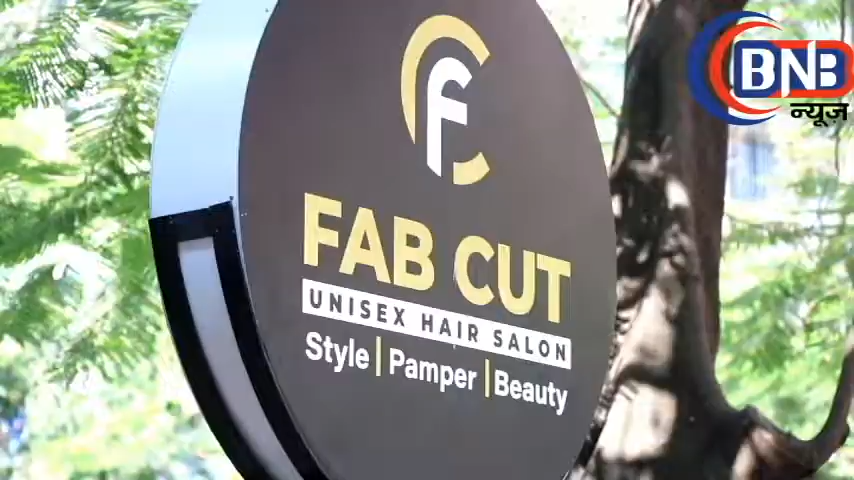 BNB
न्यूज़
FC
FAB CUT
UNISEX HAIR SALON
Style | Pamper | Beauty